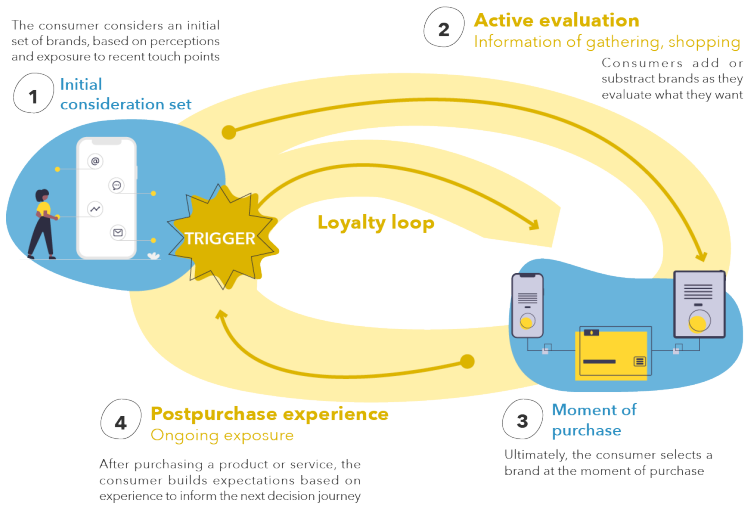 The consumer considers an initial
set of brands, based on perceptions
and exposure to recent touch points
1
Initial
consideration set
2
Active evaluation
Information of gathering, shopping
Consumers add or
substract brands as they
evaluate what they want
TRIGGER
Loyalty loop
4
Postpurchase experience
Ongoing exposure
After purchasing a product or service, the
consumer builds expectations based on
experience to inform the next decision journey
3
Moment of
purchase
Ultimately, the consumer selects a
brand at the moment of purchase